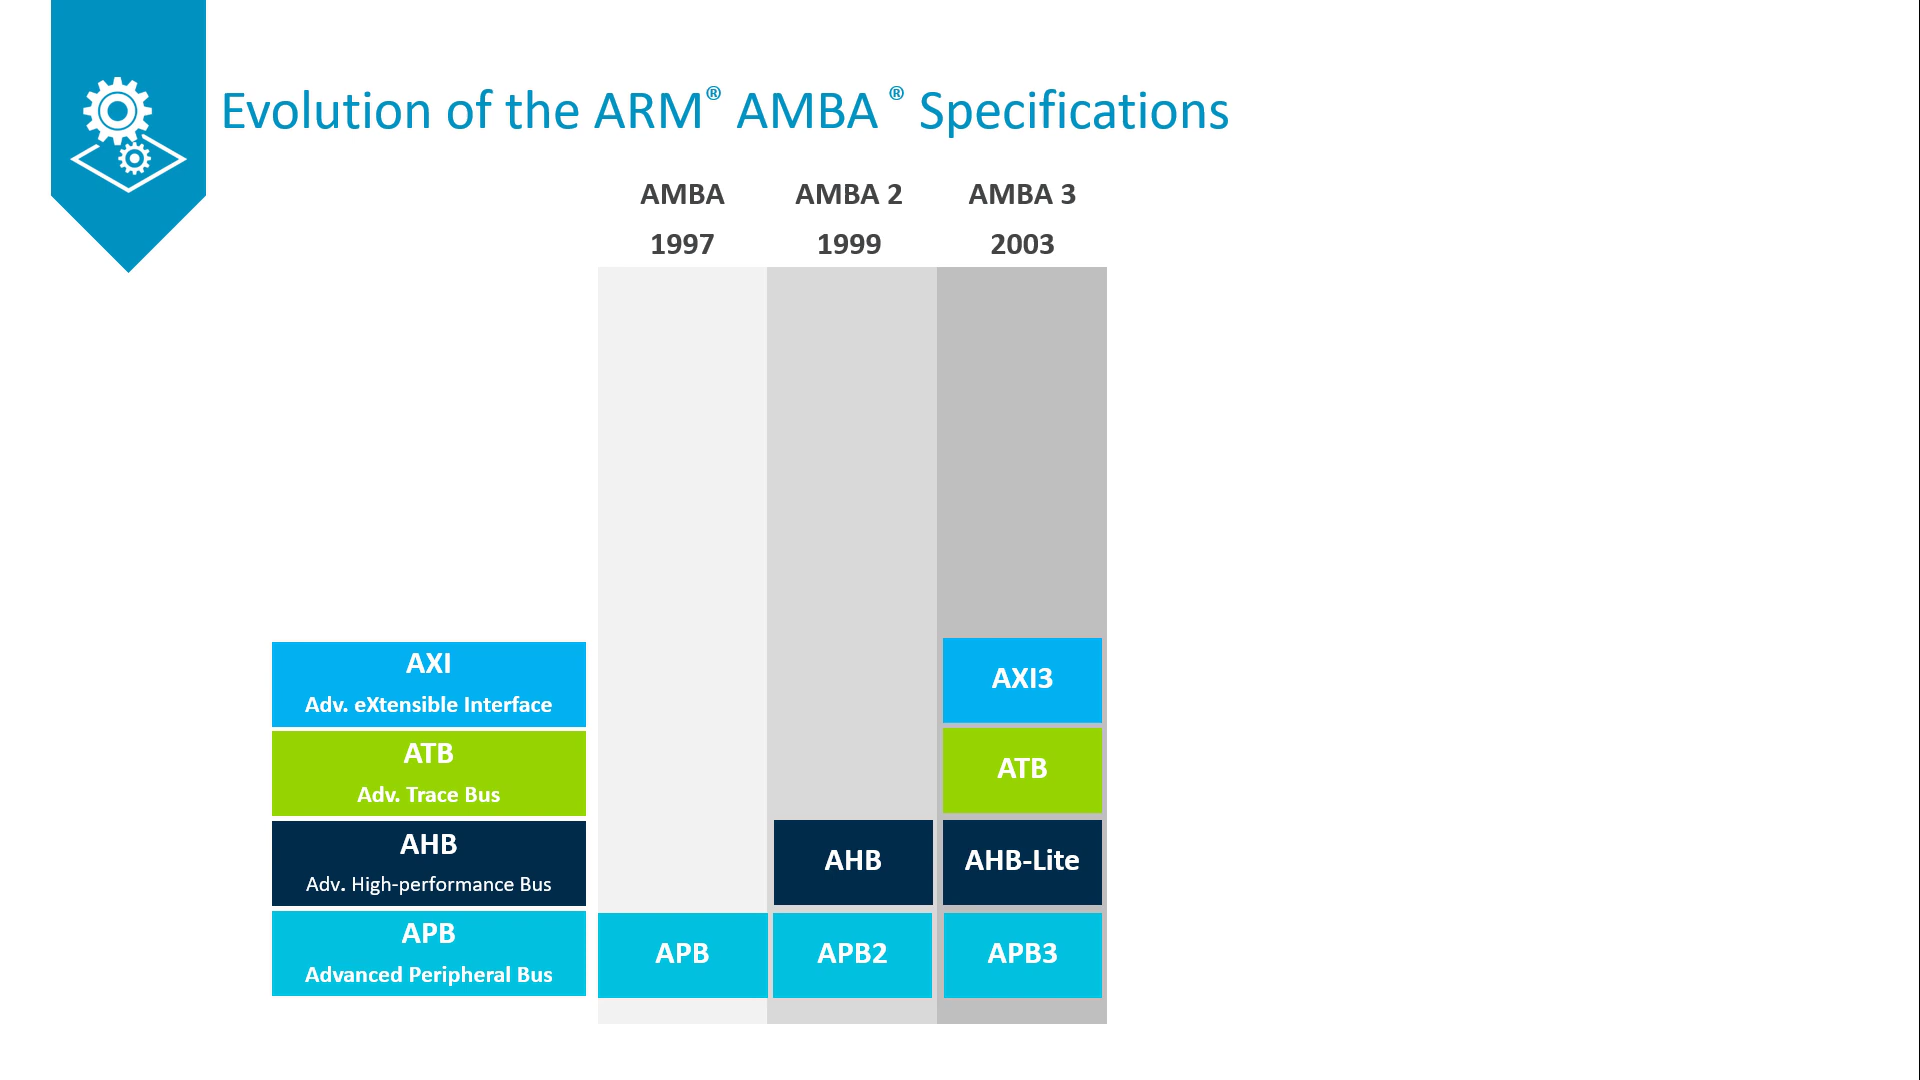 Evolution of the ARM® AMBA ® Specifications
AMBA AMBA 2 AMBA 3
1997 1999 2003
AXI
Adv. eXtensible Interface
AXI3
ATB
Adv. Trace Bus
ATB
AHB
Adv. High-performance Bus
AHB
AHB-Lite
APB
Advanced Peripheral Bus
APB
APB2
APB3